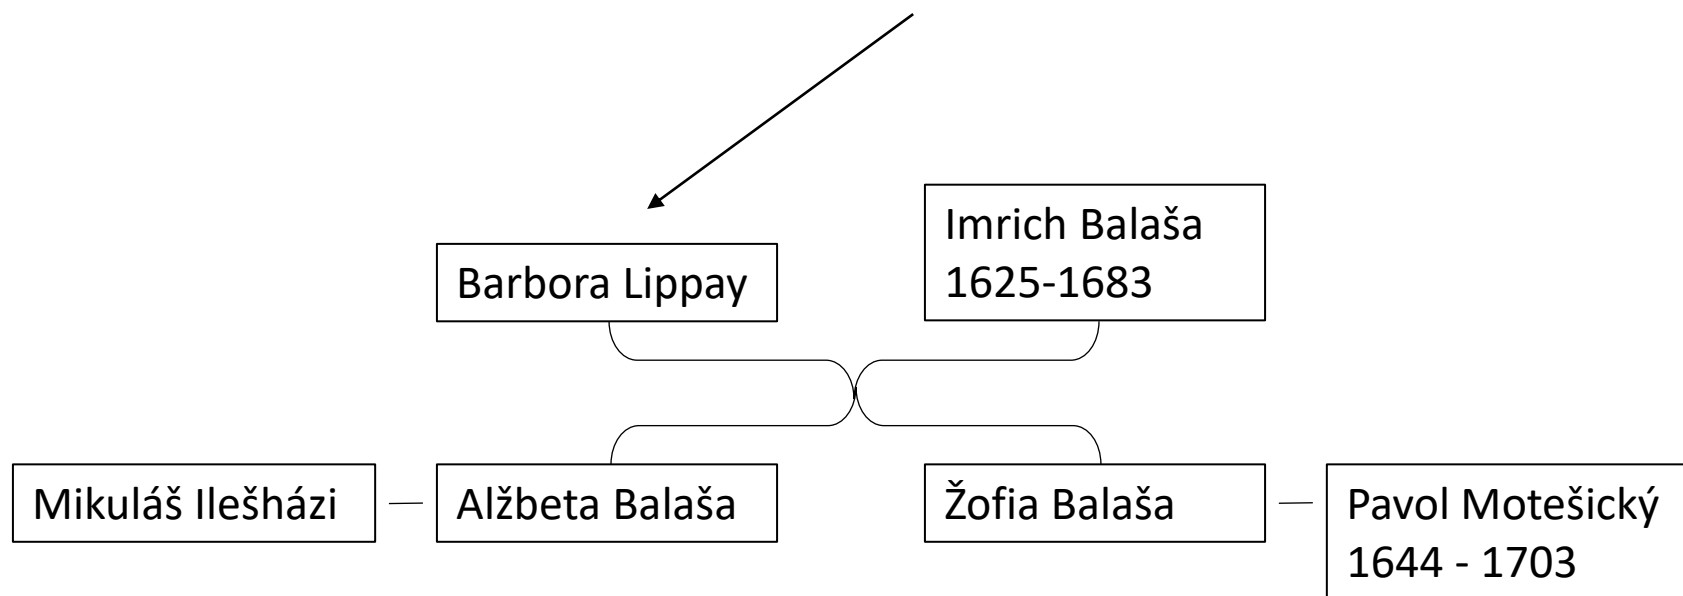 Imrich Balaša
1625-1683
Barbora Lippay
Mikuláš Ilešházi
Alžbeta Balaša
Žofia Balaša
Pavol Motešický
1644 - 1703